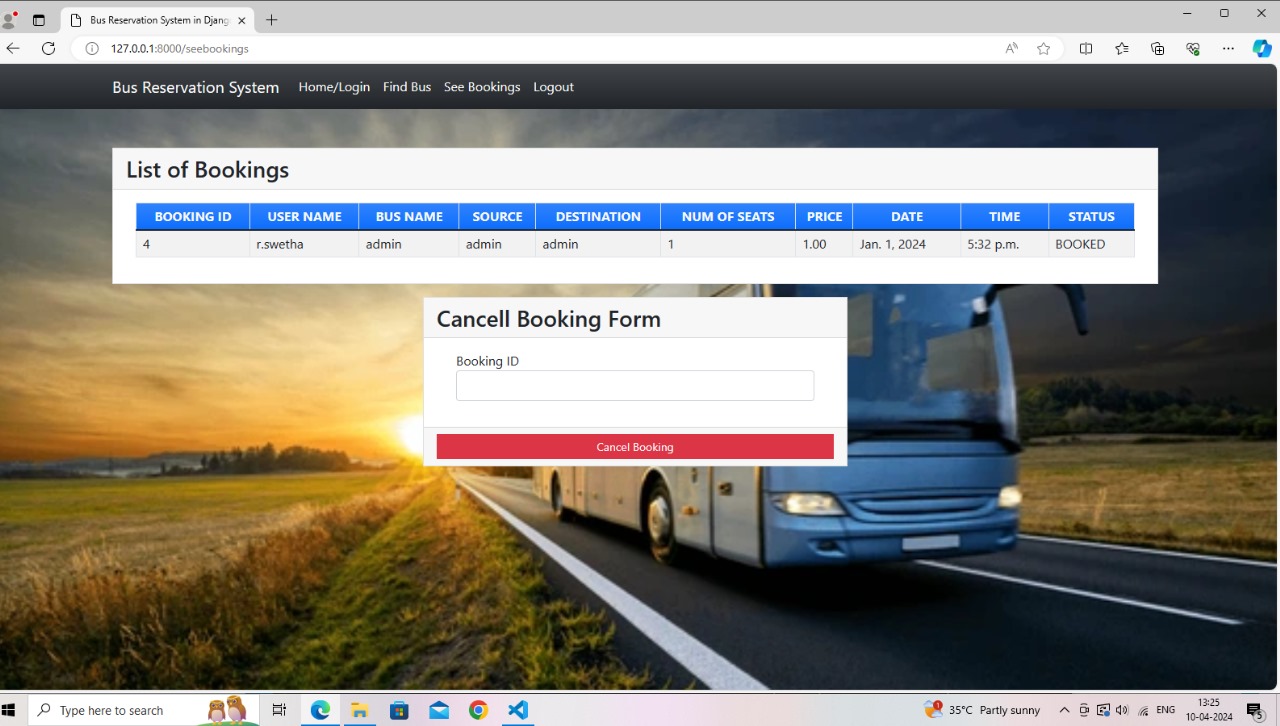 Bus Reservation System in Djang
127.0.0.1:8000/seebookings
Bus Reservation System Home/Login Find Bus See Bookings Logout
List of Bookings
BOOKING ID USER NAME BUS NAME SOURCE DESTINATION NUM OF SEATS PRICE DATE TIME STATUS
4 r.swetha admin admin admin 1 1.00 Jan. 1, 2024 5:32 p.m. BOOKED
Cancell Booking Form
Booking ID
Cancel Booking
Type here to search
35°C Partly sunny
ENG
13:25
10-04-2024
3